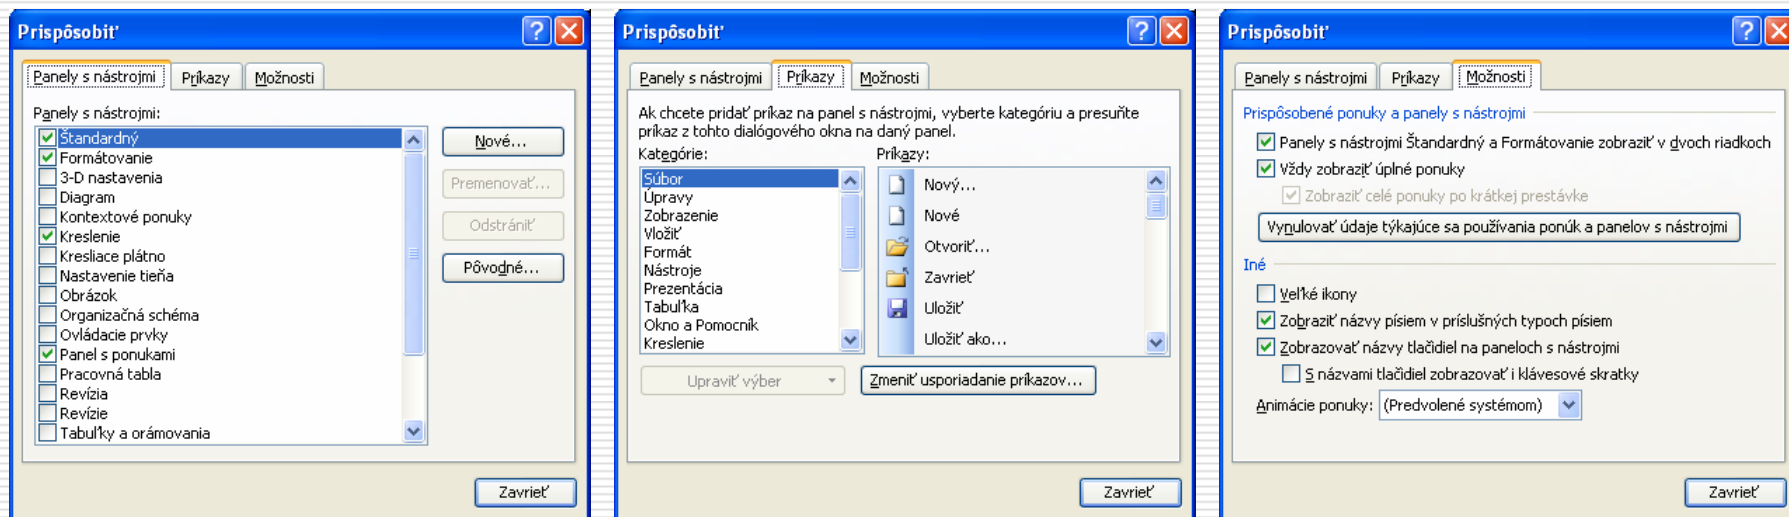 Prispôsobiť
Panely s nástrojmi Príkazy Možnosti
Panely s nástrojmi:
Štandardný
Formátovanie
3-D nastavenia
Diagram
Kontextové ponuky
Kreslenie
Kresliace plátno
Nastavenie tieňa
Obrázok
Organizačná schéma
Ovládacie prvky
Panel s ponukami
Pracovná tabla
Revízia
Revízie
Tabuľky a orámovania
Nové...
Premenovať...
Odstrániť
Pôvodné...
Zavrieť
Prispôsobiť
Panely s nástrojmi Príkazy Možnosti
Ak chcete pridať príkaz na panel s nástrojmi, vyberte kategóriu a presuňte
príkaz z tohto dialógového okna na daný panel.
Kategórie:
Súbor
Úpravy
Zobrazenie
Vložiť
Formát
Nástroje
Prezentácia
Tabuľka
Okno a Pomocník
Kreslenie
Príkazy:
Nový...
Nové
Otvoriť...
Zavrieť
Uložiť
Uložiť ako...
Upraviť výber
Zmeniť usporiadanie príkazov...
Zavrieť
Prispôsobiť
Panely s nástrojmi Príkazy Možnosti
Prispôsobené ponuky a panely s nástrojmi
Panely s nástrojmi Štandardný a Formátovanie zobraziť v dvoch riadkoch
Vždy zobraziť úplné ponuky
Zobraziť celé ponuky po krátkej prestávke
Vynulovať údaje týkajúce sa používania ponúk a panelov s nástrojmi
Iné
Veľké ikony
Zobraziť názvy písiem v príslušných typoch písiem
Zobrazovať názvy tlačidiel na paneloch s nástrojmi
S názvami tlačidiel zobrazovať i klávesové skratky
Animácie ponuky: (Predvolené systémom)
Zavrieť